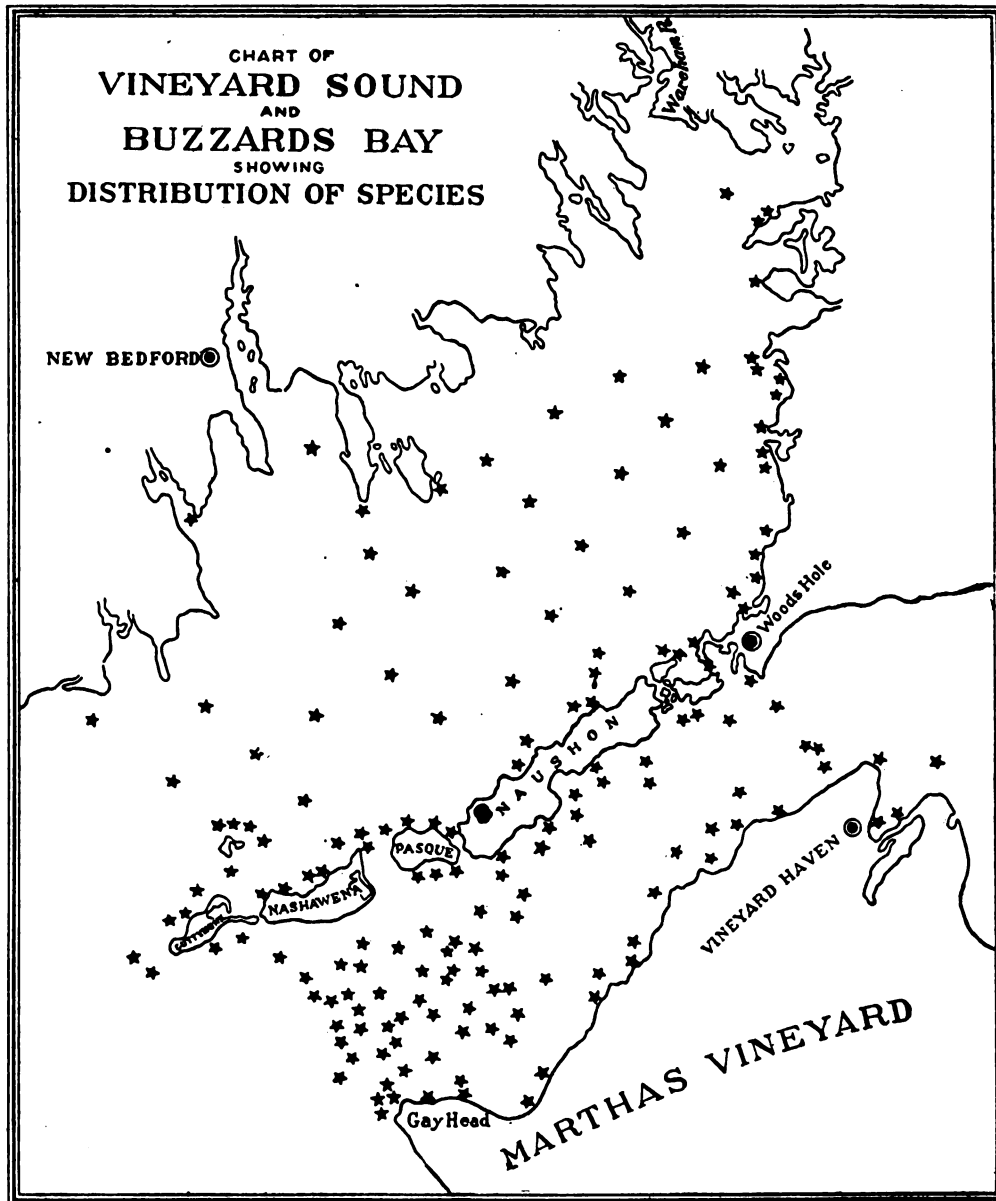 CHART OF
VINEYARD SOUND
AND
BUZZARDS BAY
SHOWING
DISTRIBUTION OF SPECIES
Wareham R.
NEW BEDFORD
Woods Hole
NAUSHON
PASQUE
NASHAWENA
VINEYARD HAVEN
MARTHAS VINEYARD
Gay Head